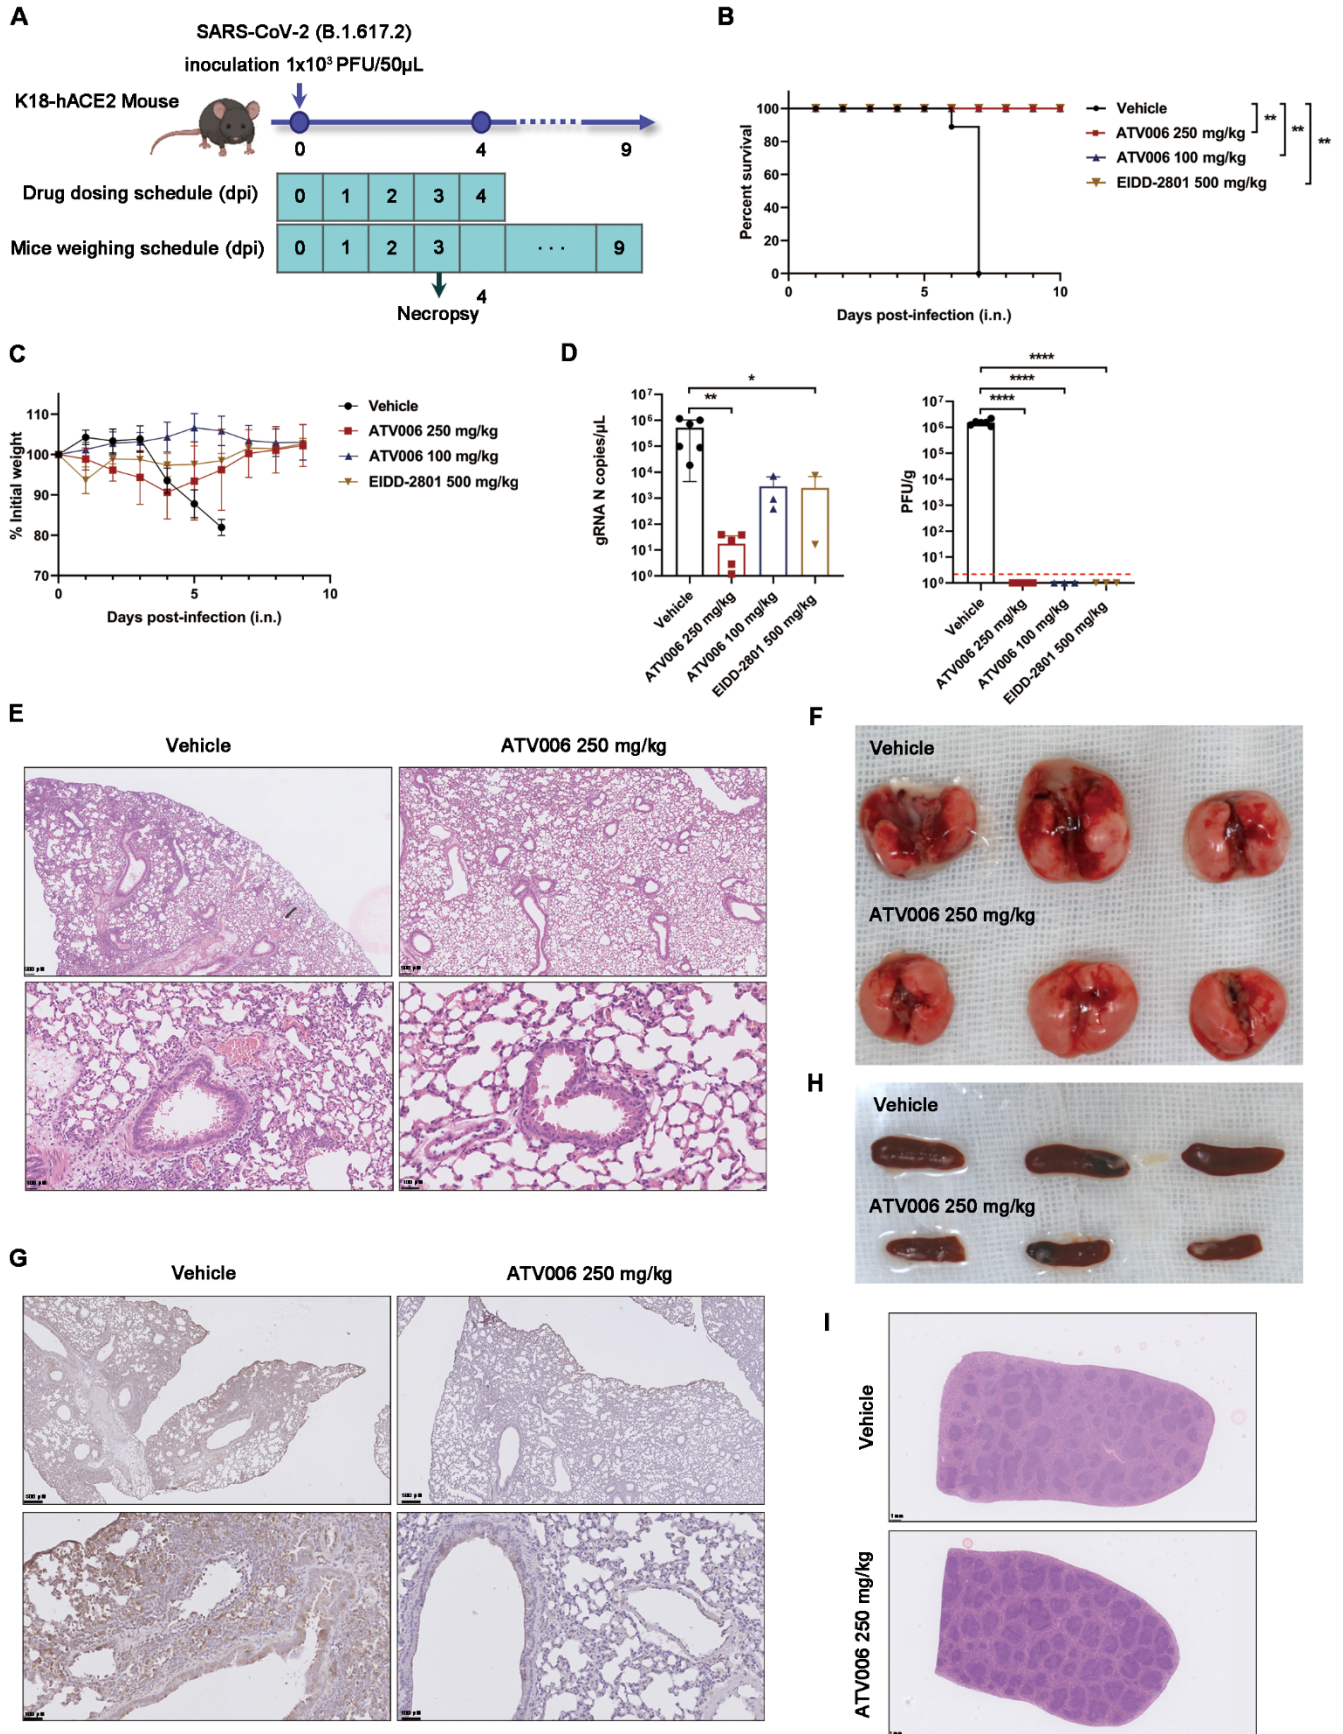 A
SARS-CoV-2 (B.1.617.2)
inoculation 1x10³ PFU/50µL
K18-hACE2 Mouse
0 4 9
Drug dosing schedule (dpi) 0 1 2 3 4
Mice weighing schedule (dpi) 0 1 2 3 ··· 9
4
Necropsy
B
Percent survival
100
80
60
40
20
0
0 5 10
Days post-infection (i.n.)
Vehicle
ATV006 250 mg/kg
ATV006 100 mg/kg
EIDD-2801 500 mg/kg
** ** **
C
% Initial weight
110
100
90
80
70
0 5 10
Days post-infection (i.n.)
Vehicle
ATV006 250 mg/kg
ATV006 100 mg/kg
EIDD-2801 500 mg/kg
D
gRNA N copies/µL
10⁷
10⁶
10⁵
10⁴
10³
10²
10¹
10⁰
*
**
Vehicle
ATV006 250 mg/kg
ATV006 100 mg/kg
EIDD-2801 500 mg/kg
PFU/g
10⁷
10⁶
10⁵
10⁴
10³
10²
10¹
10⁰
****
****
****
Vehicle
ATV006 250 mg/kg
ATV006 100 mg/kg
EIDD-2801 500 mg/kg
E
Vehicle ATV006 250 mg/kg
F
Vehicle
ATV006 250 mg/kg
H
Vehicle
ATV006 250 mg/kg
G
Vehicle ATV006 250 mg/kg
I
Vehicle
ATV006 250 mg/kg